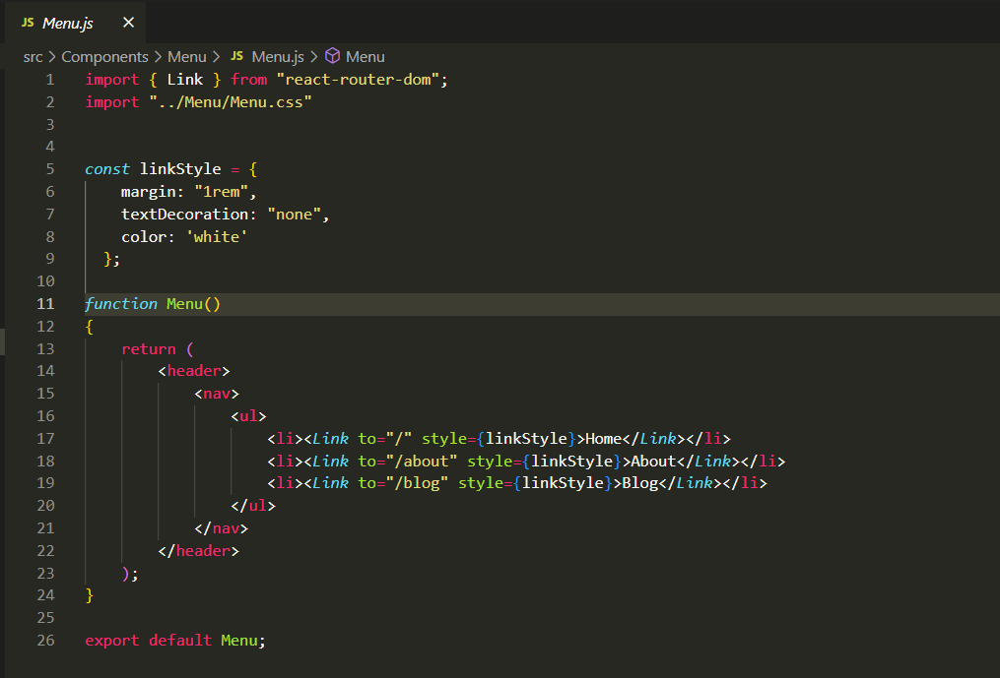 JS Menu.js ×
src > Components > Menu > JS Menu.js > Menu
1 import { Link } from "react-router-dom";
2 import "../Menu/Menu.css"
3
4
5 const linkStyle = {
6     margin: "1rem",
7     textDecoration: "none",
8     color: 'white'
9   };
10
11 function Menu()
12 {
13     return (
14         <header>
15             <nav>
16                 <ul>
17                     <li><Link to="/" style={linkStyle}>Home</Link></li>
18                     <li><Link to="/about" style={linkStyle}>About</Link></li>
19                     <li><Link to="/blog" style={linkStyle}>Blog</Link></li>
20                 </ul>
21             </nav>
22         </header>
23     );
24 }
25
26 export default Menu;